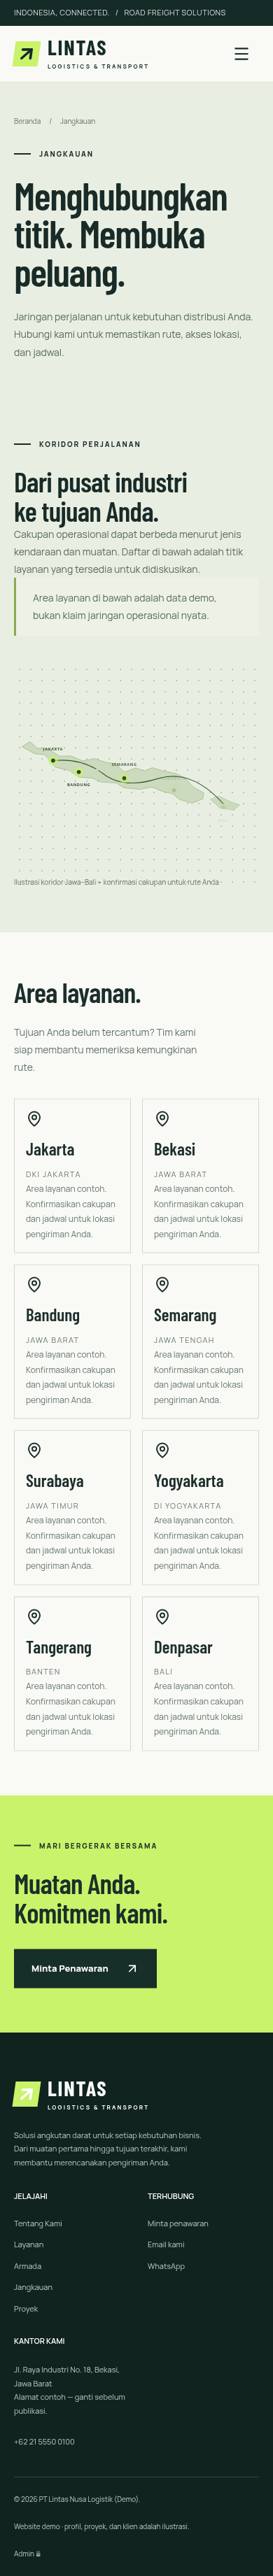 INDONESIA, CONNECTED. / ROAD FREIGHT SOLUTIONS
LINTAS
LOGISTICS & TRANSPORT
Beranda / Jangkauan
JANGKAUAN
Menghubungkan
titik. Membuka
peluang.
Jaringan perjalanan untuk kebutuhan distribusi Anda.
Hubungi kami untuk memastikan rute, akses lokasi,
dan jadwal.
KORIDOR PERJALANAN
Dari pusat industri
ke tujuan Anda.
Cakupan operasional dapat berbeda menurut jenis
kendaraan dan muatan. Daftar di bawah adalah titik
layanan yang tersedia untuk didiskusikan.
Area layanan di bawah adalah data demo,
bukan klaim jaringan operasional nyata.
JAKARTA
SEMARANG
BANDUNG
Ilustrasi koridor Jawa–Bali — konfirmasi cakupan untuk rute Anda
Area layanan.
Tujuan Anda belum tercantum? Tim kami
siap membantu memeriksa kemungkinan
rute.
Jakarta
DKI JAKARTA
Area layanan contoh.
Konfirmasikan cakupan
dan jadwal untuk lokasi
pengiriman Anda.
Bekasi
JAWA BARAT
Area layanan contoh.
Konfirmasikan cakupan
dan jadwal untuk lokasi
pengiriman Anda.
Bandung
JAWA BARAT
Area layanan contoh.
Konfirmasikan cakupan
dan jadwal untuk lokasi
pengiriman Anda.
Semarang
JAWA TENGAH
Area layanan contoh.
Konfirmasikan cakupan
dan jadwal untuk lokasi
pengiriman Anda.
Surabaya
JAWA TIMUR
Area layanan contoh.
Konfirmasikan cakupan
dan jadwal untuk lokasi
pengiriman Anda.
Yogyakarta
DI YOGYAKARTA
Area layanan contoh.
Konfirmasikan cakupan
dan jadwal untuk lokasi
pengiriman Anda.
Tangerang
BANTEN
Area layanan contoh.
Konfirmasikan cakupan
dan jadwal untuk lokasi
pengiriman Anda.
Denpasar
BALI
Area layanan contoh.
Konfirmasikan cakupan
dan jadwal untuk lokasi
pengiriman Anda.
MARI BERGERAK BERSAMA
Muatan Anda.
Komitmen kami.
Minta Penawaran
LINTAS
LOGISTICS & TRANSPORT
Solusi angkutan darat untuk setiap kebutuhan bisnis.
Dari muatan pertama hingga tujuan terakhir, kami
membantu merencanakan pengiriman Anda.
JELAJAHI
Tentang Kami
Layanan
Armada
Jangkauan
Proyek
TERHUBUNG
Minta penawaran
Email kami
WhatsApp
KANTOR KAMI
Jl. Raya Industri No. 18, Bekasi,
Jawa Barat
Alamat contoh — ganti sebelum
publikasi.
+62 21 5550 0100
© 2026 PT Lintas Nusa Logistik (Demo).
Website demo · profil, proyek, dan klien adalah ilustrasi.
Admin